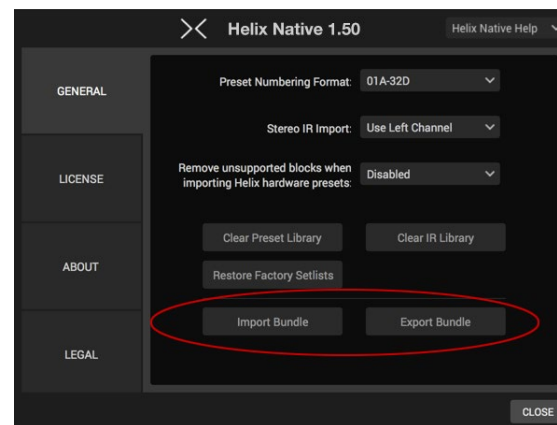 Helix Native 1.50
Helix Native Help
GENERAL
LICENSE
ABOUT
LEGAL
Preset Numbering Format: 01A-32D
Stereo IR Import: Use Left Channel
Remove unsupported blocks when
importing Helix hardware presets: Disabled
Clear Preset Library
Clear IR Library
Restore Factory Setlists
Import Bundle
Export Bundle
CLOSE